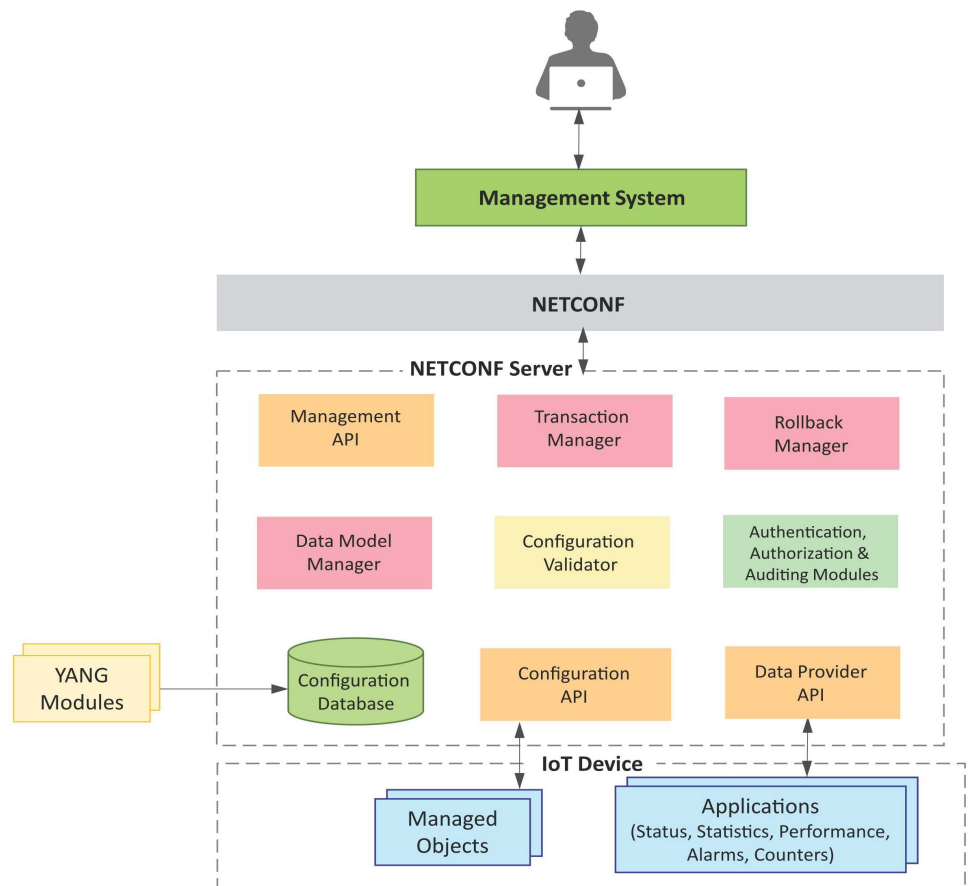 Management System
NETCONF
NETCONF Server
Management
API
Transaction
Manager
Rollback
Manager
Data Model
Manager
Configuration
Validator
Authentication,
Authorization &
Auditing Modules
YANG
Modules
Configuration
Database
Configuration
API
Data Provider
API
IoT Device
Managed
Objects
Applications
(Status, Statistics, Performance,
Alarms, Counters)